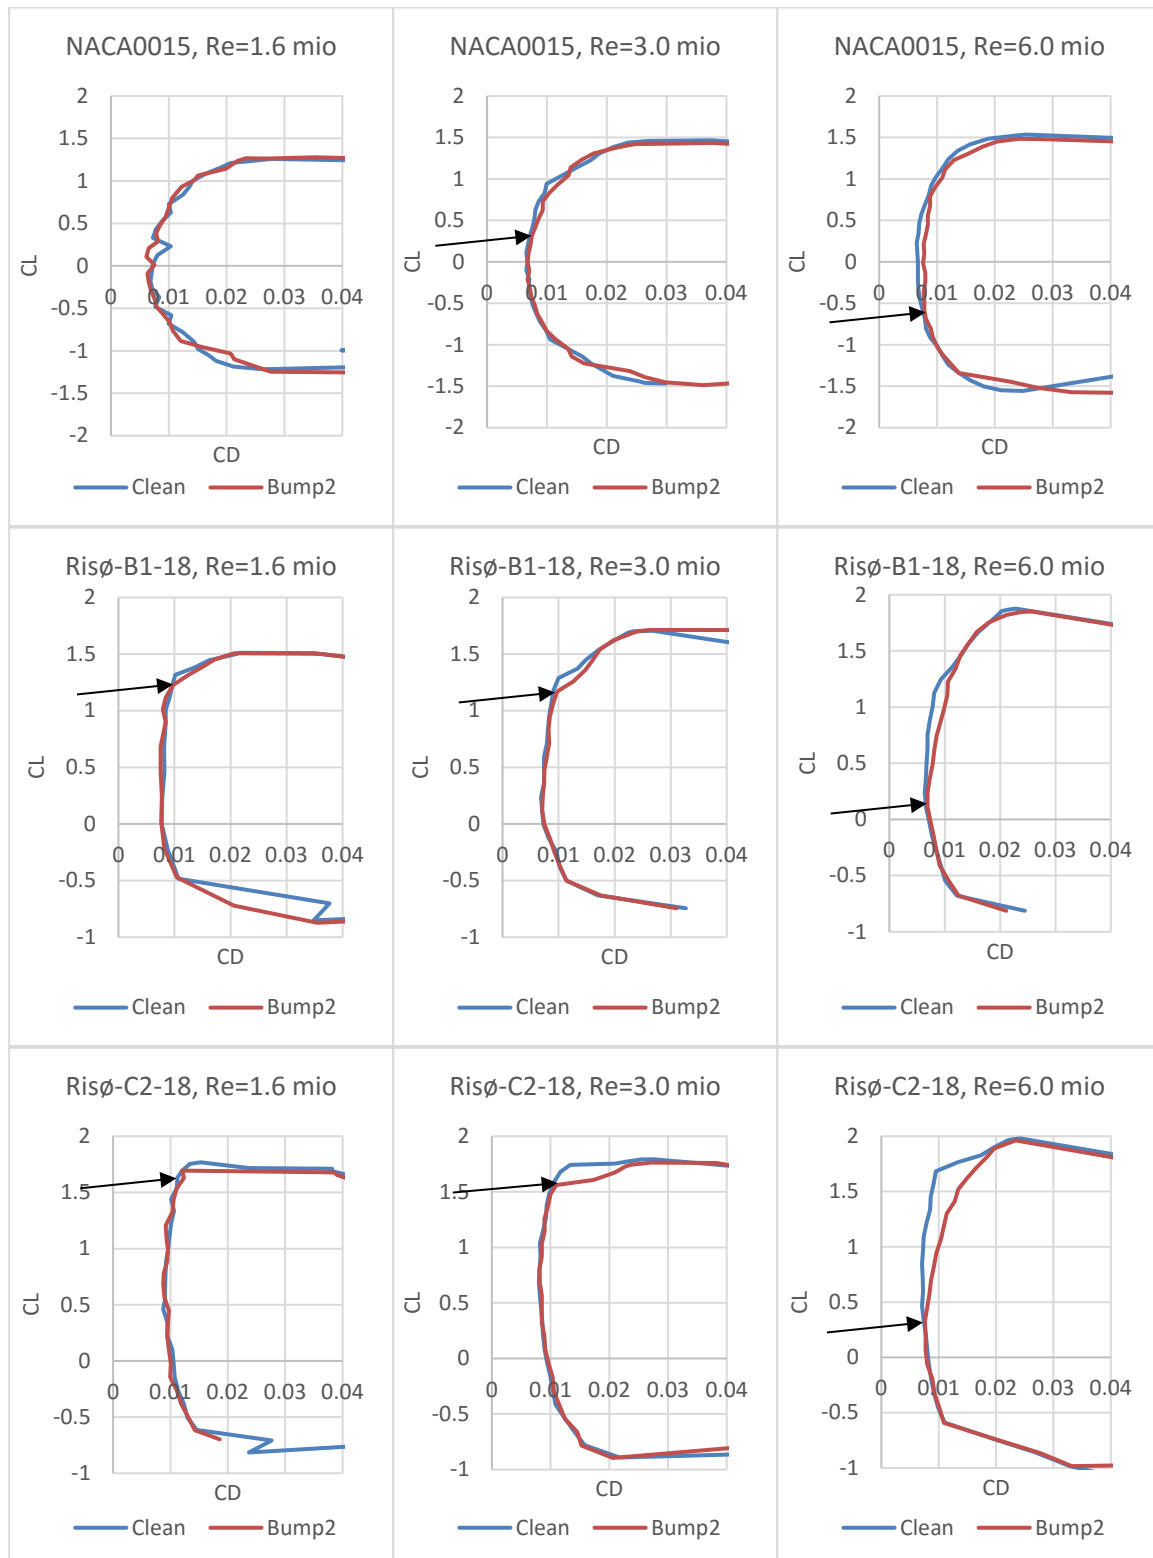 NACA0015, Re=1.6 mio
2
1.5
1
0.5
0
-0.5
-1
-1.5
-2
0 0.01 0.02 0.03 0.04
CL
CD
Clean Bump2
NACA0015, Re=3.0 mio
2
1.5
1
0.5
0
-0.5
-1
-1.5
-2
0 0.01 0.02 0.03 0.04
CL
CD
Clean Bump2
NACA0015, Re=6.0 mio
2
1.5
1
0.5
0
-0.5
-1
-1.5
-2
0 0.01 0.02 0.03 0.04
CL
CD
Clean Bump2
Risø-B1-18, Re=1.6 mio
2
1.5
1
0.5
0
-0.5
-1
0 0.01 0.02 0.03 0.04
CL
CD
Clean Bump2
Risø-B1-18, Re=3.0 mio
2
1.5
1
0.5
0
-0.5
-1
0 0.01 0.02 0.03 0.04
CL
CD
Clean Bump2
Risø-B1-18, Re=6.0 mio
2
1.5
1
0.5
0
-0.5
-1
0 0.01 0.02 0.03 0.04
CL
CD
Clean Bump2
Risø-C2-18, Re=1.6 mio
2
1.5
1
0.5
0
-0.5
-1
0 0.01 0.02 0.03 0.04
CL
CD
Clean Bump2
Risø-C2-18, Re=3.0 mio
2
1.5
1
0.5
0
-0.5
-1
0 0.01 0.02 0.03 0.04
CL
CD
Clean Bump2
Risø-C2-18, Re=6.0 mio
2
1.5
1
0.5
0
-0.5
-1
0 0.01 0.02 0.03 0.04
CL
CD
Clean Bump2